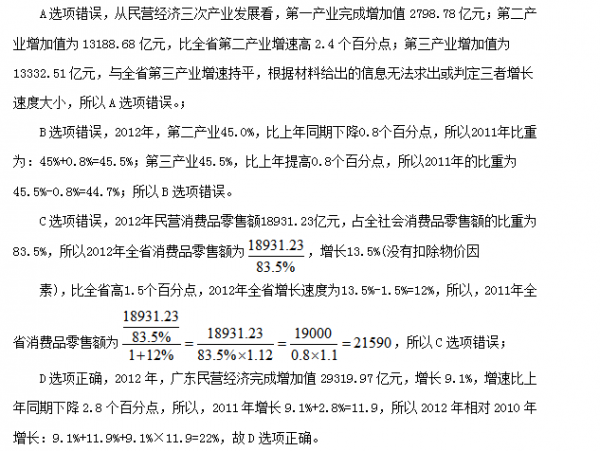 A 选项错误，从民营经济三次产业发展看，第一产业完成增加值 2798.78 亿元；第二产
业增加值为 13188.68 亿元，比全省第二产业增速高 2.4 个百分点；第三产业增加值为
13332.51 亿元，与全省第三产业增速持平，根据材料给出的信息无法求出或判定三者增长
速度大小，所以 A 选项错误。；
B 选项错误，2012年，第二产业45.0%，比上年同期下降0.8个百分点，所以2011年比重
为：45%+0.8%=45.5%；第三产业45.5%，比上年提高0.8个百分点，所以2011年的比重为
45.5%-0.8%=44.7%；所以 B 选项错误。
C 选项错误，2012年民营消费品零售额18931.23亿元，占全社会消费品零售额的比重为
83.5%，所以2012年全省消费品零售额为 18931.23/83.5% ，增长13.5%(没有扣除物价因
素)，比全省高1.5个百分点，2012年全省增长速度为13.5%-1.5%=12%，所以，2011年全
省消费品零售额为 (18931.23/83.5%)/(1+12%) = 18931.23/(83.5%×1.12) = 19000/(0.8×1.1) = 21590，所以 C 选项错误；
D 选项正确，2012 年，广东民营经济完成增加值 29319.97 亿元，增长 9.1%，增速比上
年同期下降 2.8 个百分点，所以，2011 年增长 9.1%+2.8%=11.9，所以 2012 年相对 2010 年
增长：9.1%+11.9%+9.1%×11.9=22%，故 D 选项正确。